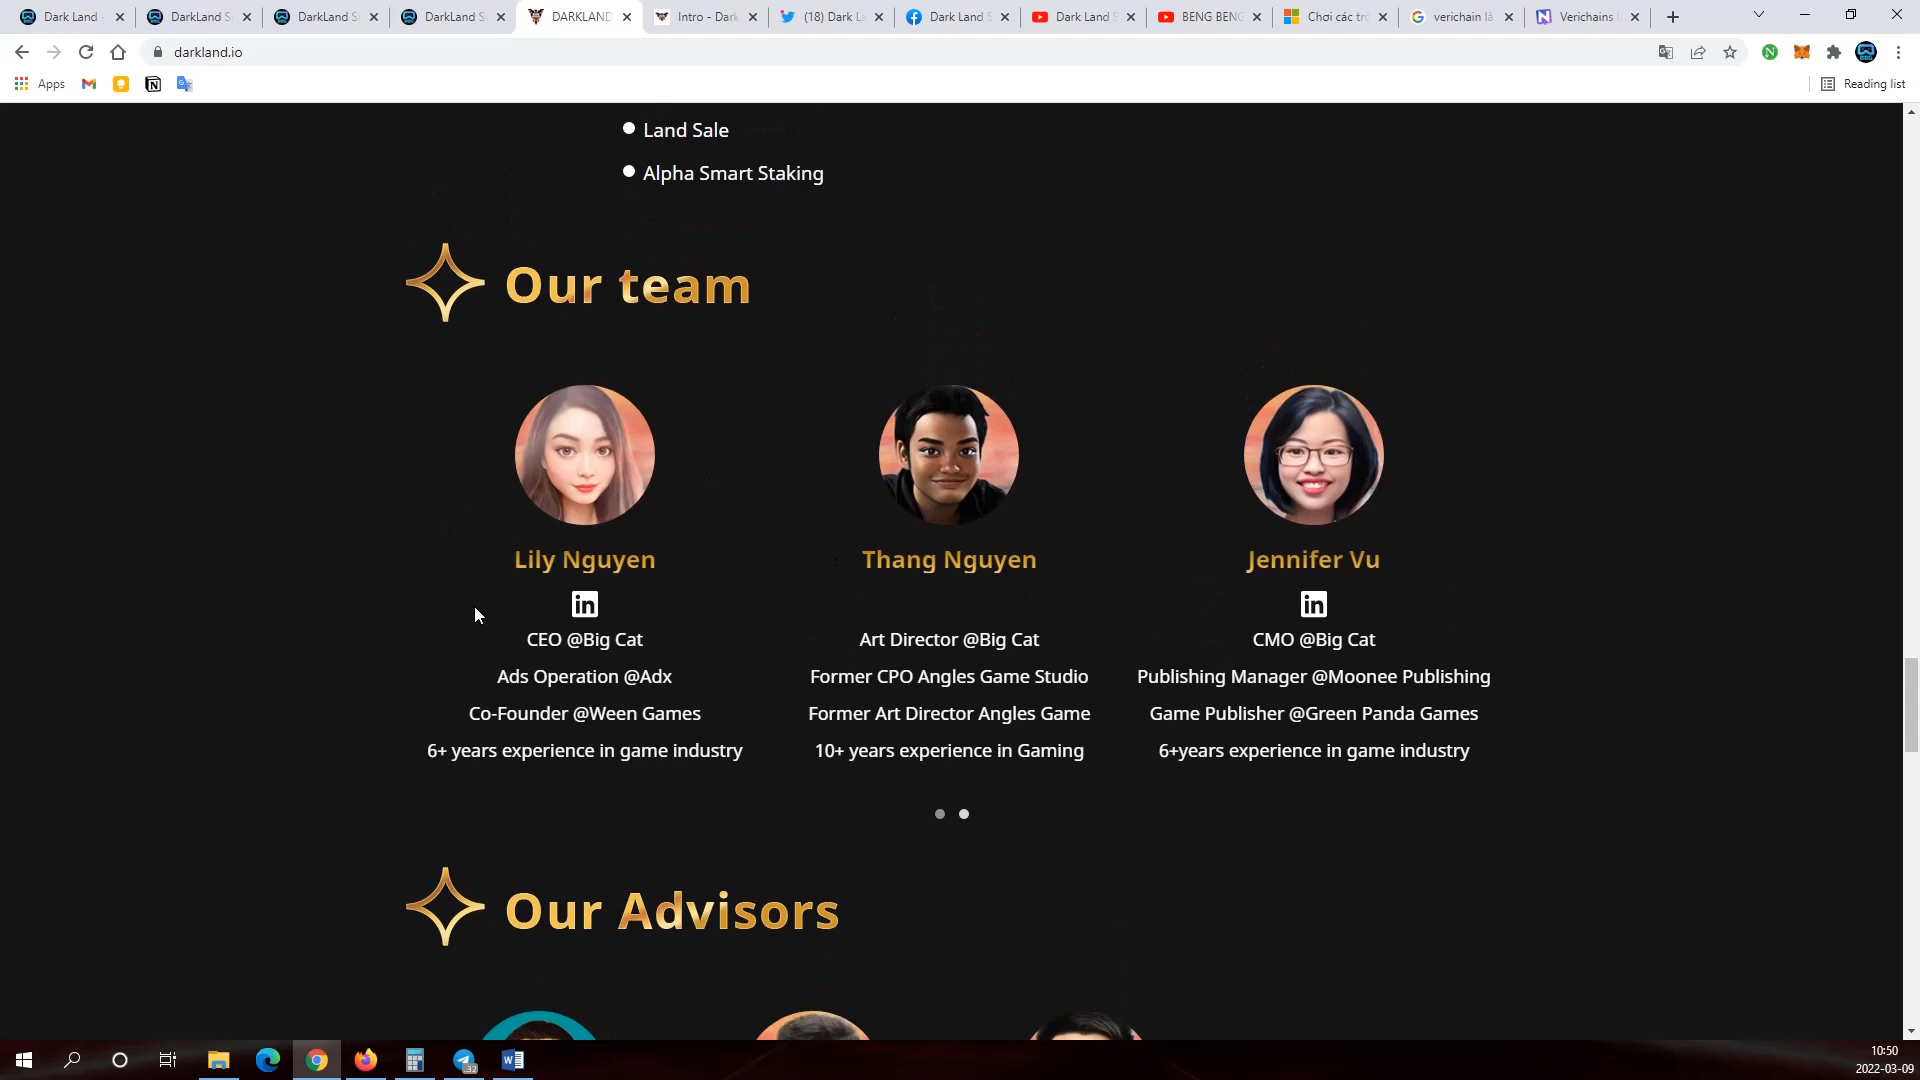 Dark Land -
DarkLand S
DarkLand S
DarkLand S
DARKLAND
Intro - Dark
(18) Dark La
Dark Land S
Dark Land S
BENG BENG
Chơi các tr
verichain là
Verichains
darkland.io
Apps
Reading list
Land Sale
Alpha Smart Staking
Our team
Lily Nguyen
Thang Nguyen
Jennifer Vu
in
in
CEO @Big Cat
Art Director @Big Cat
CMO @Big Cat
Ads Operation @Adx
Former CPO Angles Game Studio
Publishing Manager @Moonee Publishing
Co-Founder @Ween Games
Former Art Director Angles Game
Game Publisher @Green Panda Games
6+ years experience in game industry
10+ years experience in Gaming
6+years experience in game industry
Our Advisors
10:50
2022-03-09